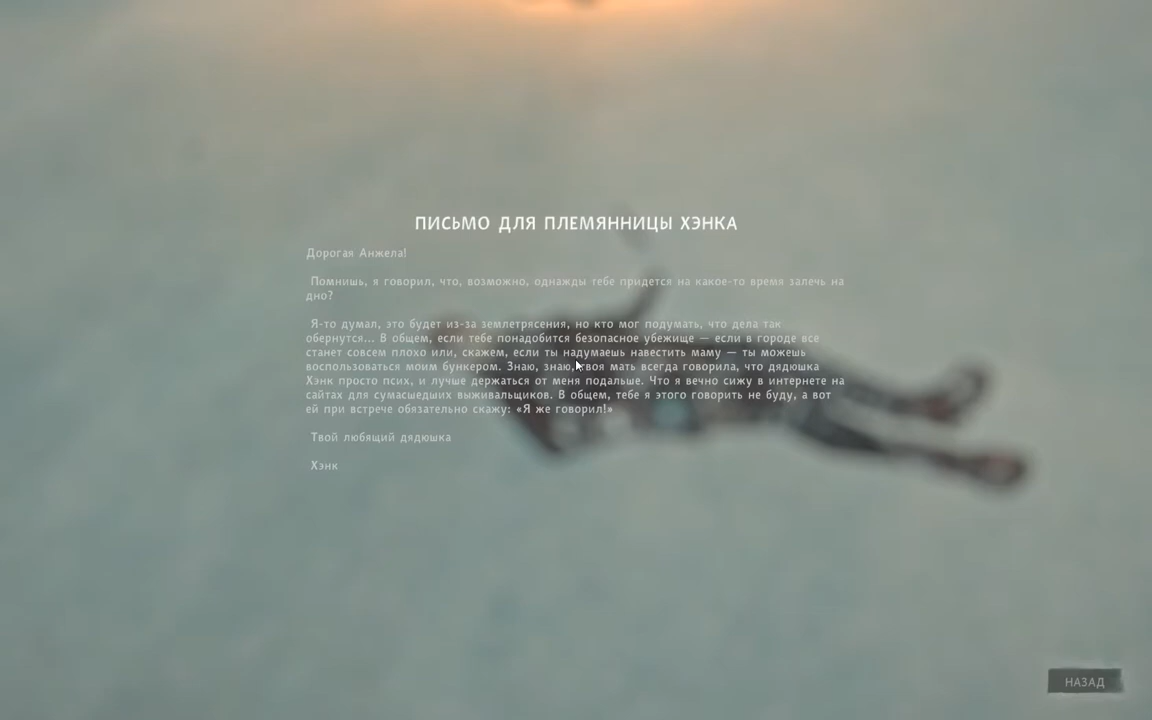 ПИСЬМО ДЛЯ ПЛЕМЯННИЦЫ ХЭНКА
Дорогая Анжела!
Помнишь, я говорил, что, возможно, однажды тебе придется на какое-то время залечь на
дно?
Я-то думал, это будет из-за землетрясения, но кто мог подумать, что дела так
обернутся... В общем, если тебе понадобится безопасное убежище — если в городе все
станет совсем плохо или, скажем, если ты надумаешь навестить маму — ты можешь
воспользоваться моим бункером. Знаю, знаю, твоя мать всегда говорила, что дядюшка
Хэнк просто псих, и лучше держаться от меня подальше. Что я вечно сижу в интернете на
сайтах для сумасшедших выживальщиков. В общем, тебе я этого говорить не буду, а вот
ей при встрече обязательно скажу: «Я же говорил!»
Твой любящий дядюшка
Хэнк
НАЗАД